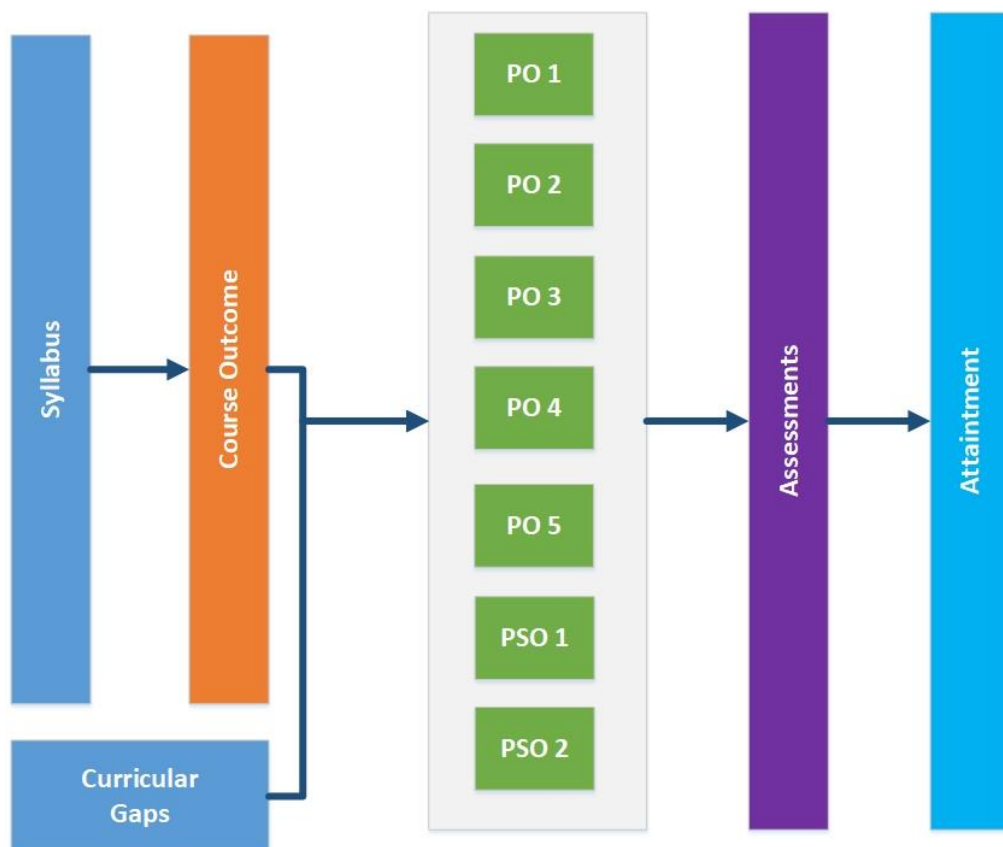 Syllabus
Course Outcome
Curricular
Gaps
PO 1
PO 2
PO 3
PO 4
PO 5
PSO 1
PSO 2
Assessments
Attaintment